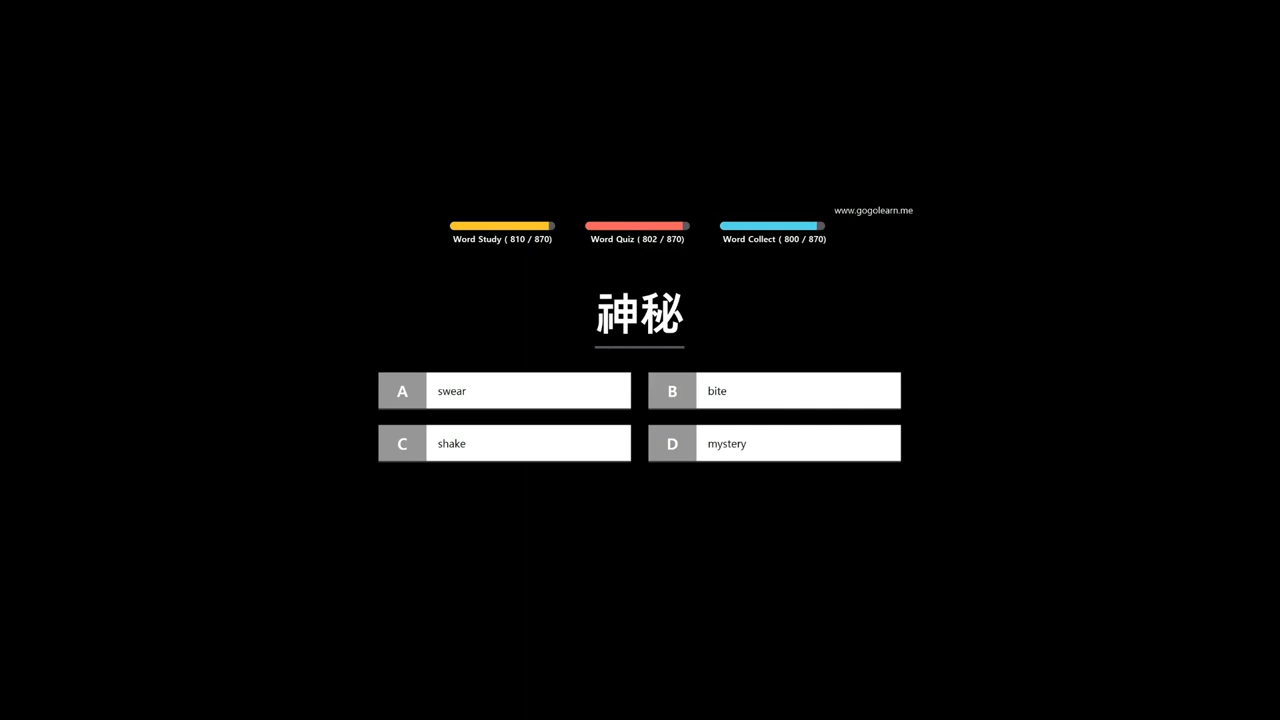 www.gogolearn.me
Word Study ( 810 / 870)
Word Quiz ( 802 / 870)
Word Collect ( 800 / 870)
神秘
A swear
B bite
C shake
D mystery